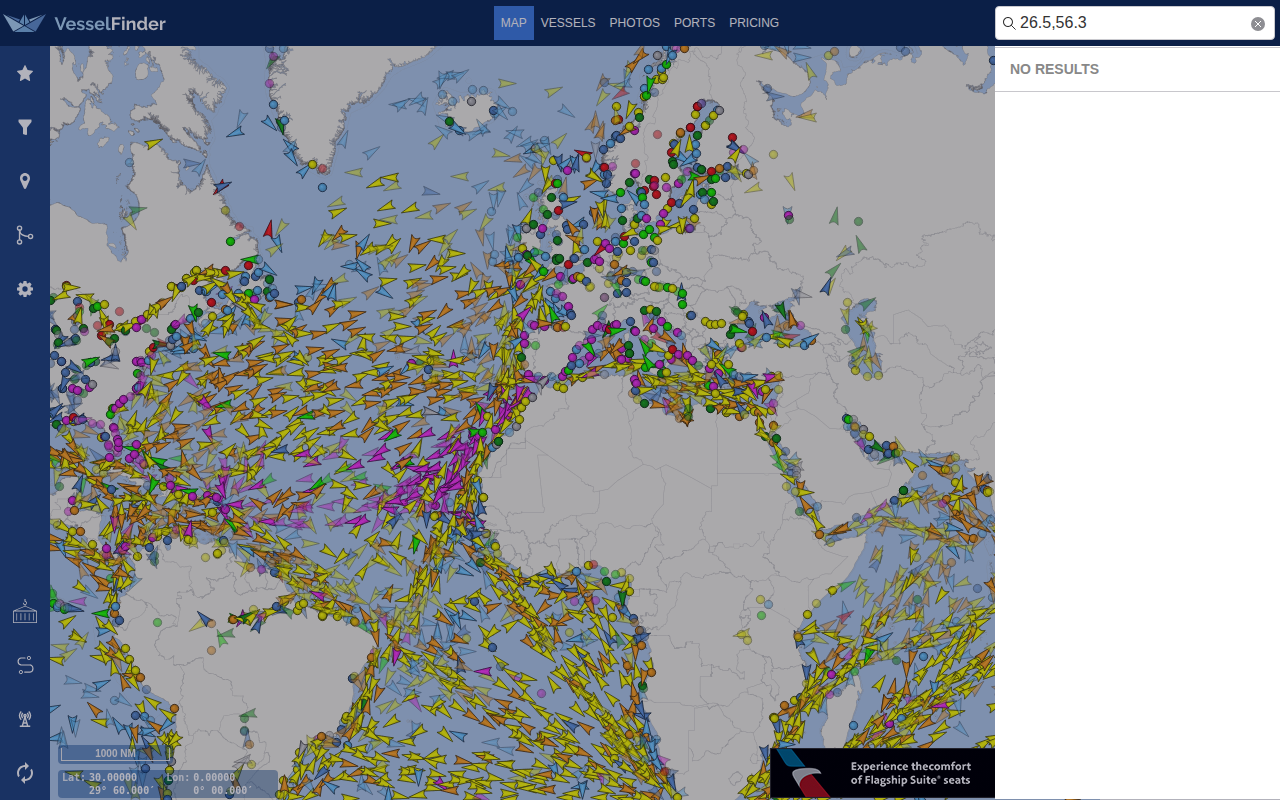 VesselFinder
MAP
VESSELS
PHOTOS
PORTS
PRICING
26.5,56.3
NO RESULTS
1000 NM
Lat: 30.00000
Lon: 0.00000
29° 60.000´
0° 00.000´
Experience thecomfort
of Flagship Suite® seats